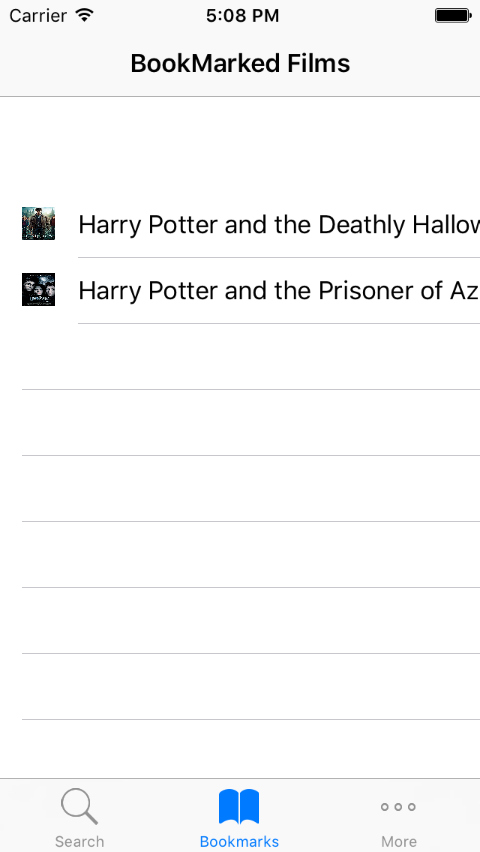 Carrier 5:08 PM
BookMarked Films
Harry Potter and the Deathly Hallow
Harry Potter and the Prisoner of Az
Search Bookmarks More